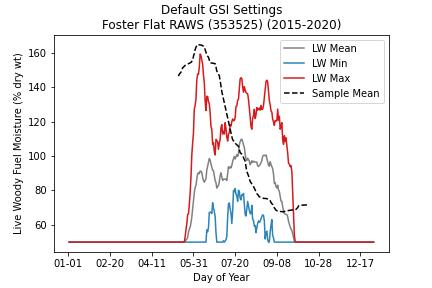 Default GSI Settings
Foster Flat RAWS (353525) (2015-2020)
Live Woody Fuel Moisture (% dry wt)
160
140
120
100
80
60
LW Mean
LW Min
LW Max
Sample Mean
01-01 02-20 04-11 05-31 07-20 09-08 10-28 12-17
Day of Year